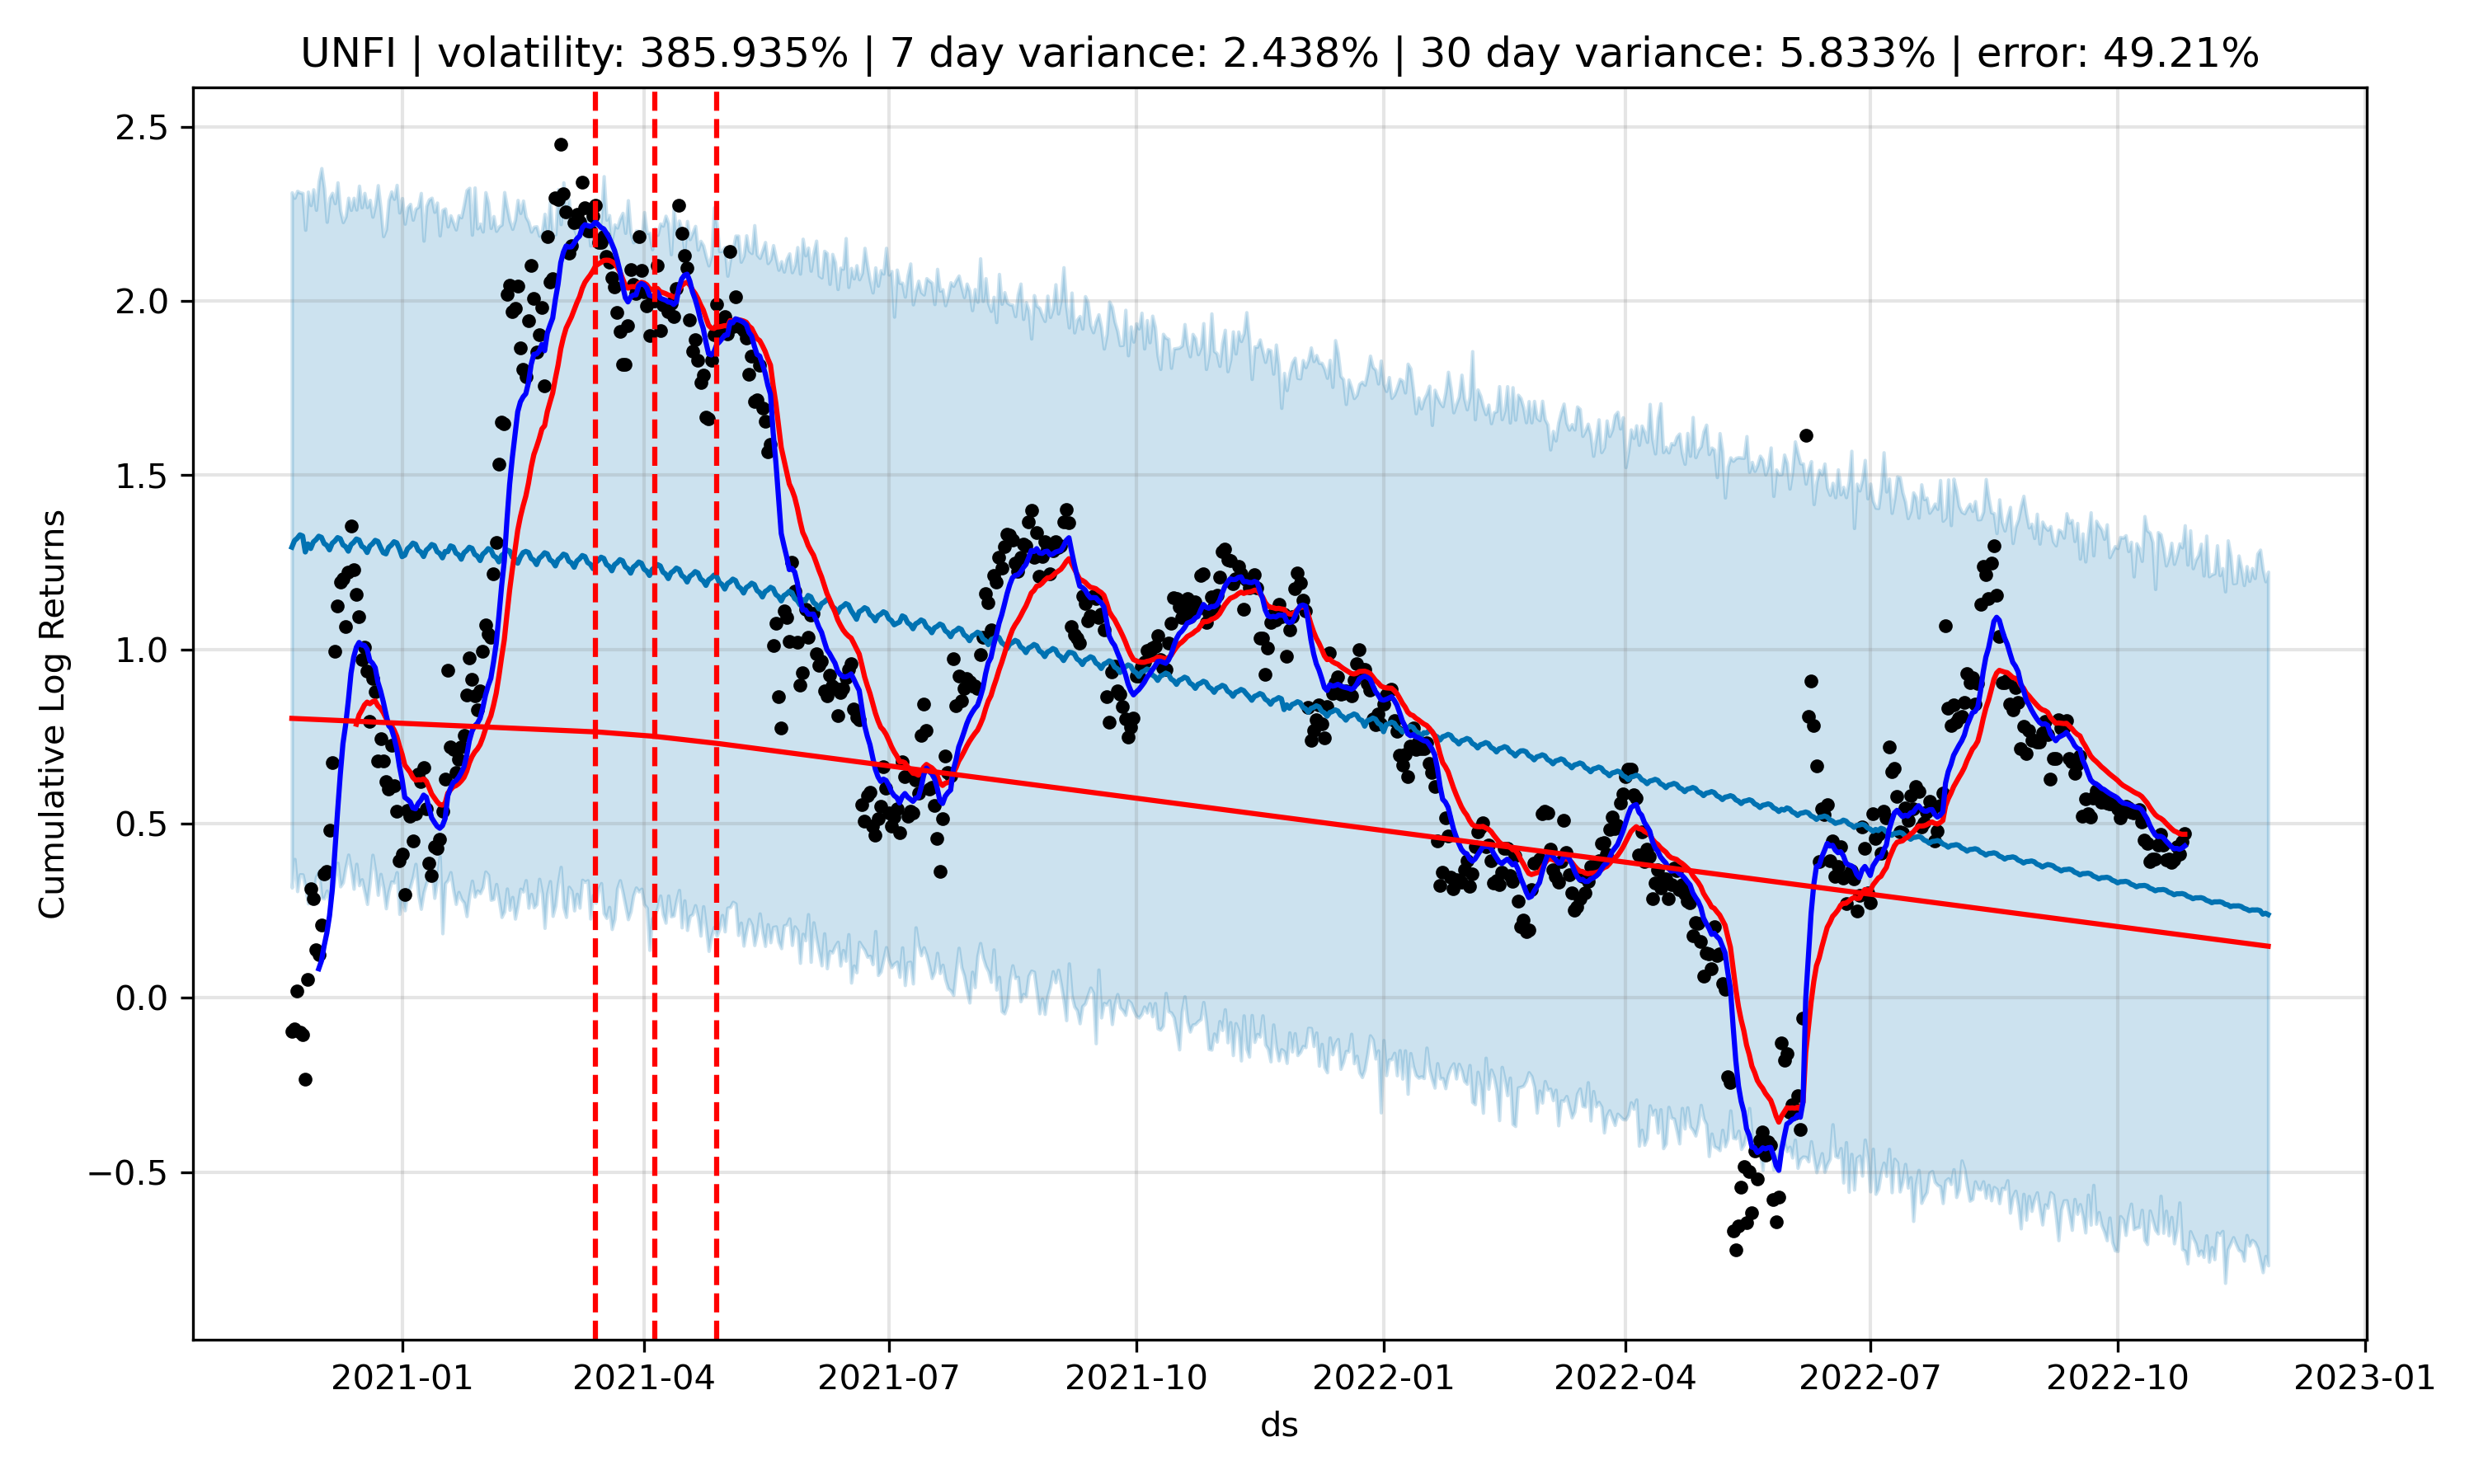 UNFI | volatility: 385.935% | 7 day variance: 2.438% | 30 day variance: 5.833% | error: 49.21%
2.5
2.0
1.5
1.0
0.5
0.0
−0.5
Cumulative Log Returns
2021-01 2021-04 2021-07 2021-10 2022-01 2022-04 2022-07 2022-10 2023-01
ds